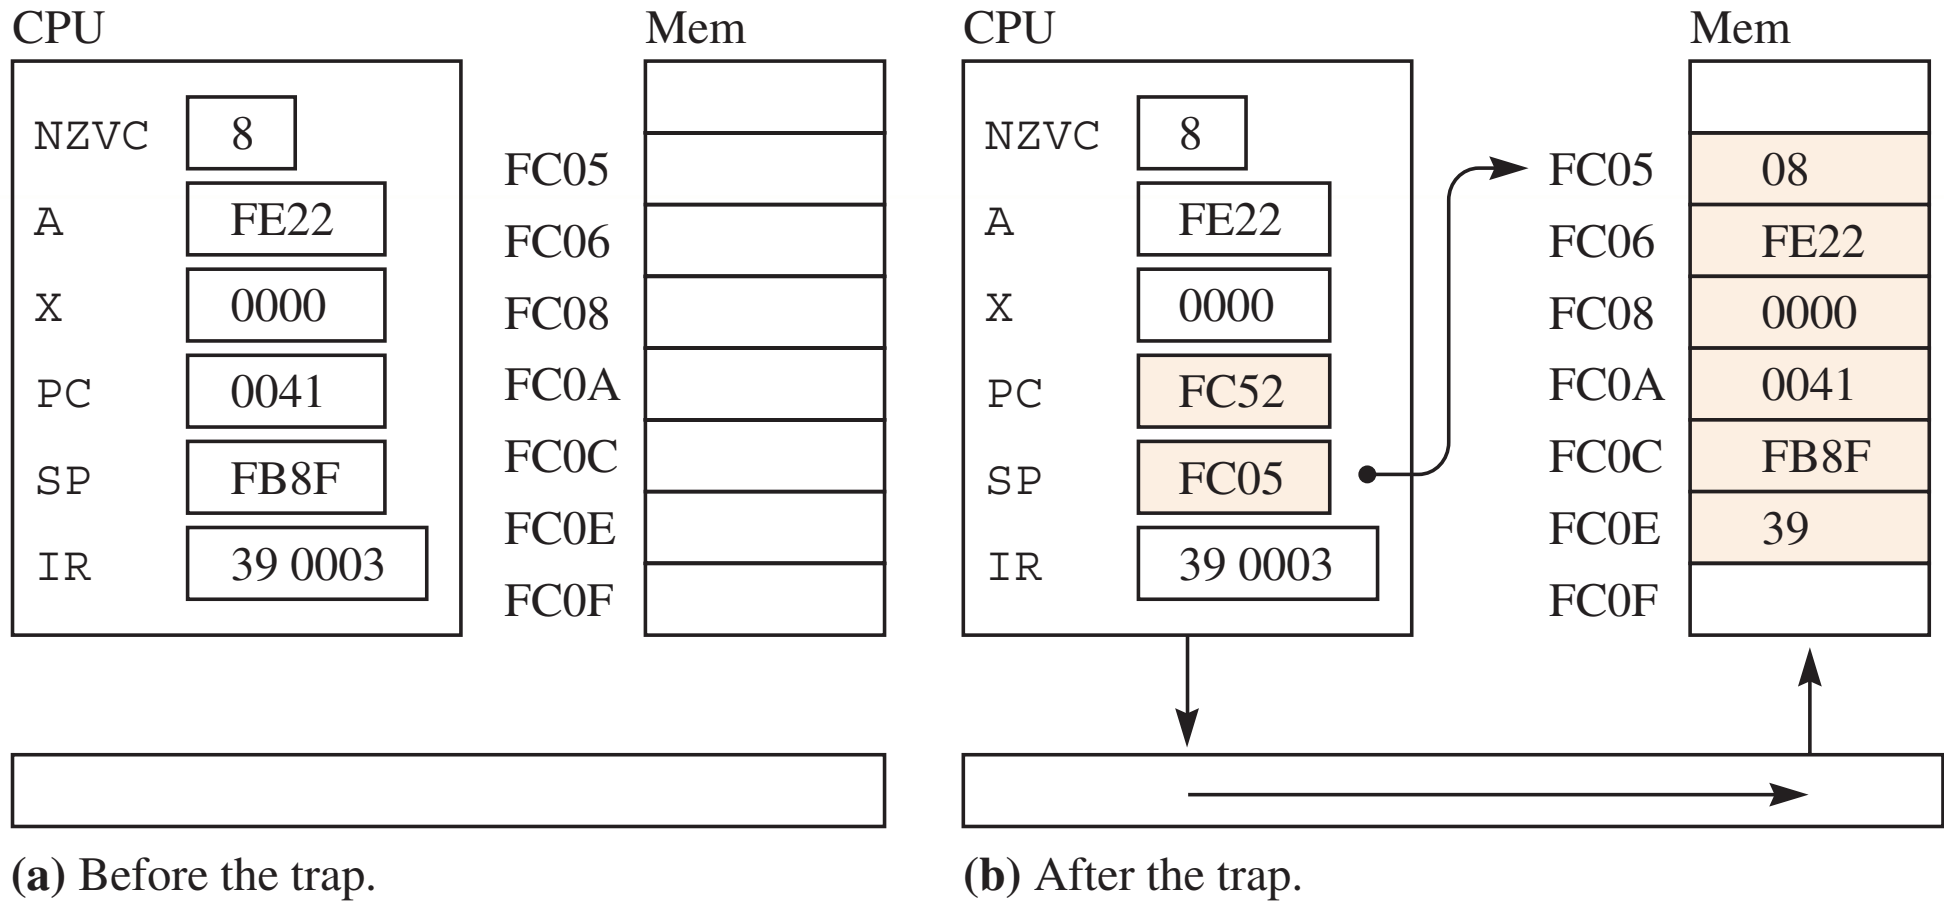 CPU
Mem
NZVC 8
FC05
A FE22
FC06
X 0000
FC08
PC 0041
FC0A
SP FB8F
FC0C
IR 39 0003
FC0E
FC0F
(a) Before the trap.
CPU
Mem
NZVC 8
FC05 08
A FE22
FC06 FE22
X 0000
FC08 0000
PC FC52
FC0A 0041
SP FC05
FC0C FB8F
IR 39 0003
FC0E 39
FC0F
(b) After the trap.